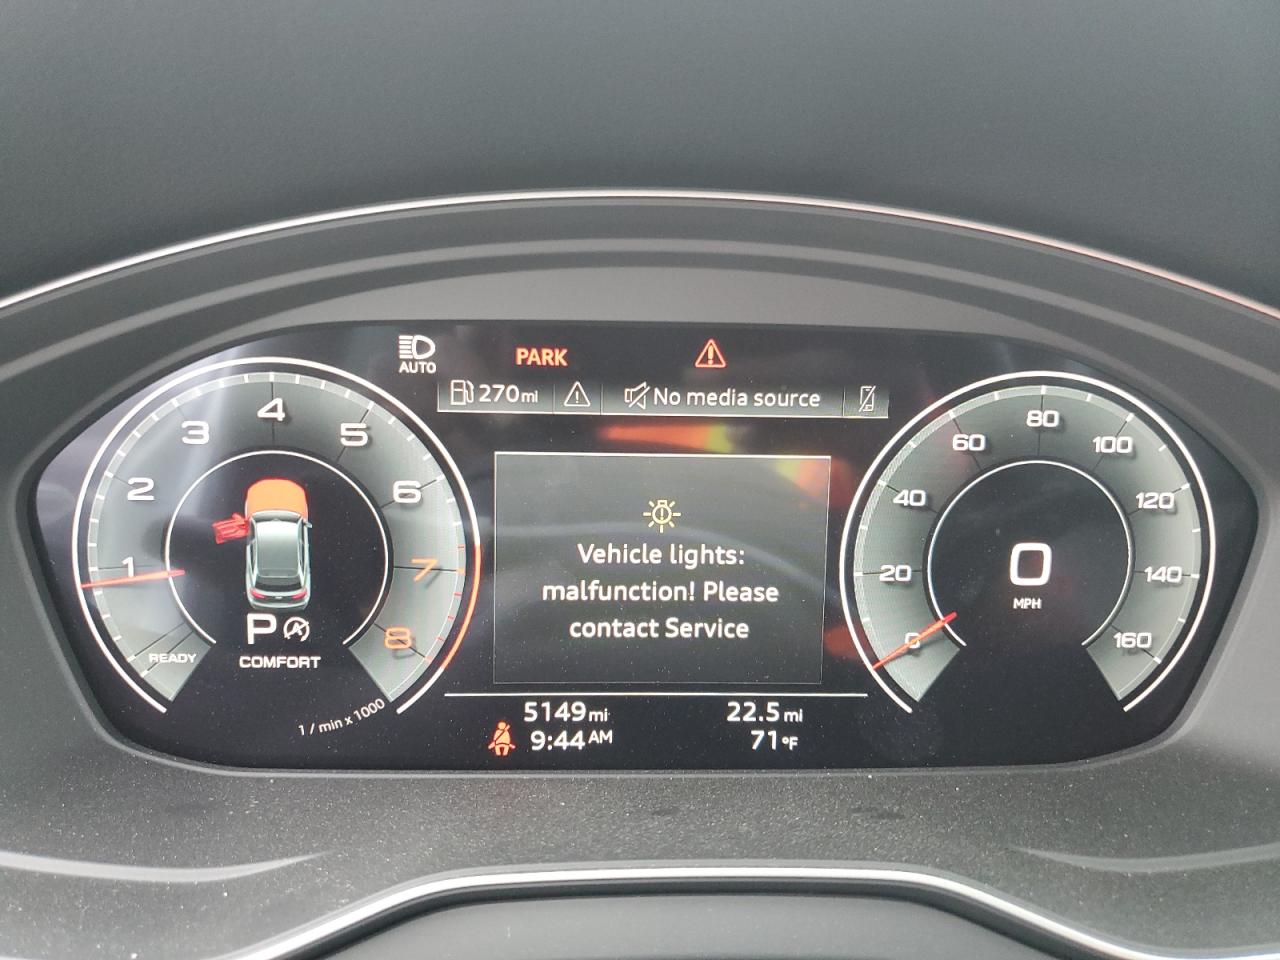 AUTO
PARK
270mi
No media source
1
2
3
4
5
6
7
8
READY
P
A
COMFORT
1 / min x 1000
Vehicle lights:
malfunction! Please
contact Service
0
20
40
60
80
100
120
140
160
0
MPH
5149mi
22.5mi
9:44AM
71°F